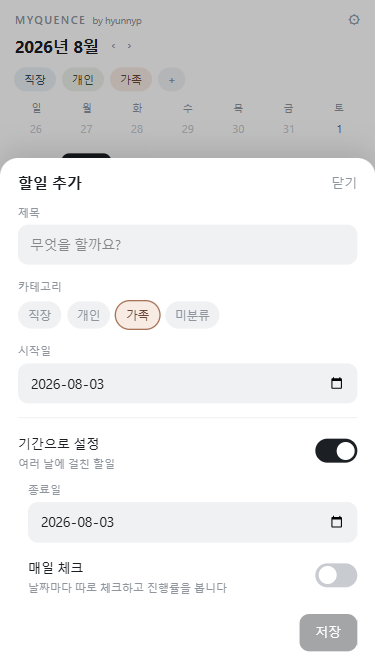 MYQUENCE by hyunnyp
2026년 8월 ‹ ›
직장 개인 가족 +
일 월 화 수 목 금 토
26 27 28 29 30 31 1
할일 추가 닫기
제목
무엇을 할까요?
카테고리
직장 개인 가족 미분류
시작일
2026-08-03
기간으로 설정
여러 날에 걸친 할일
종료일
2026-08-03
매일 체크
날짜마다 따로 체크하고 진행률을 봅니다
저장